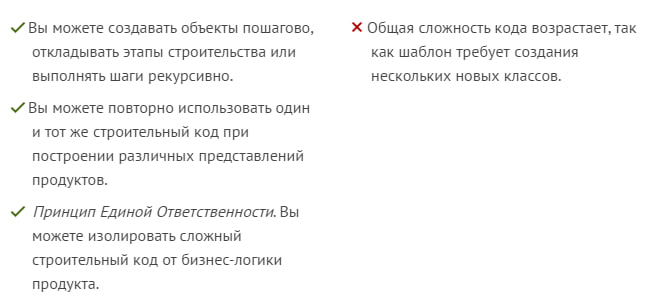 Вы можете создавать объекты пошагово,
откладывать этапы строительства или
выполнять шаги рекурсивно.
Вы можете повторно использовать один
и тот же строительный код при
построении различных представлений
продуктов.
Принцип Единой Ответственности. Вы
можете изолировать сложный
строительный код от бизнес-логики
продукта.
Общая сложность кода возрастает, так
как шаблон требует создания
нескольких новых классов.